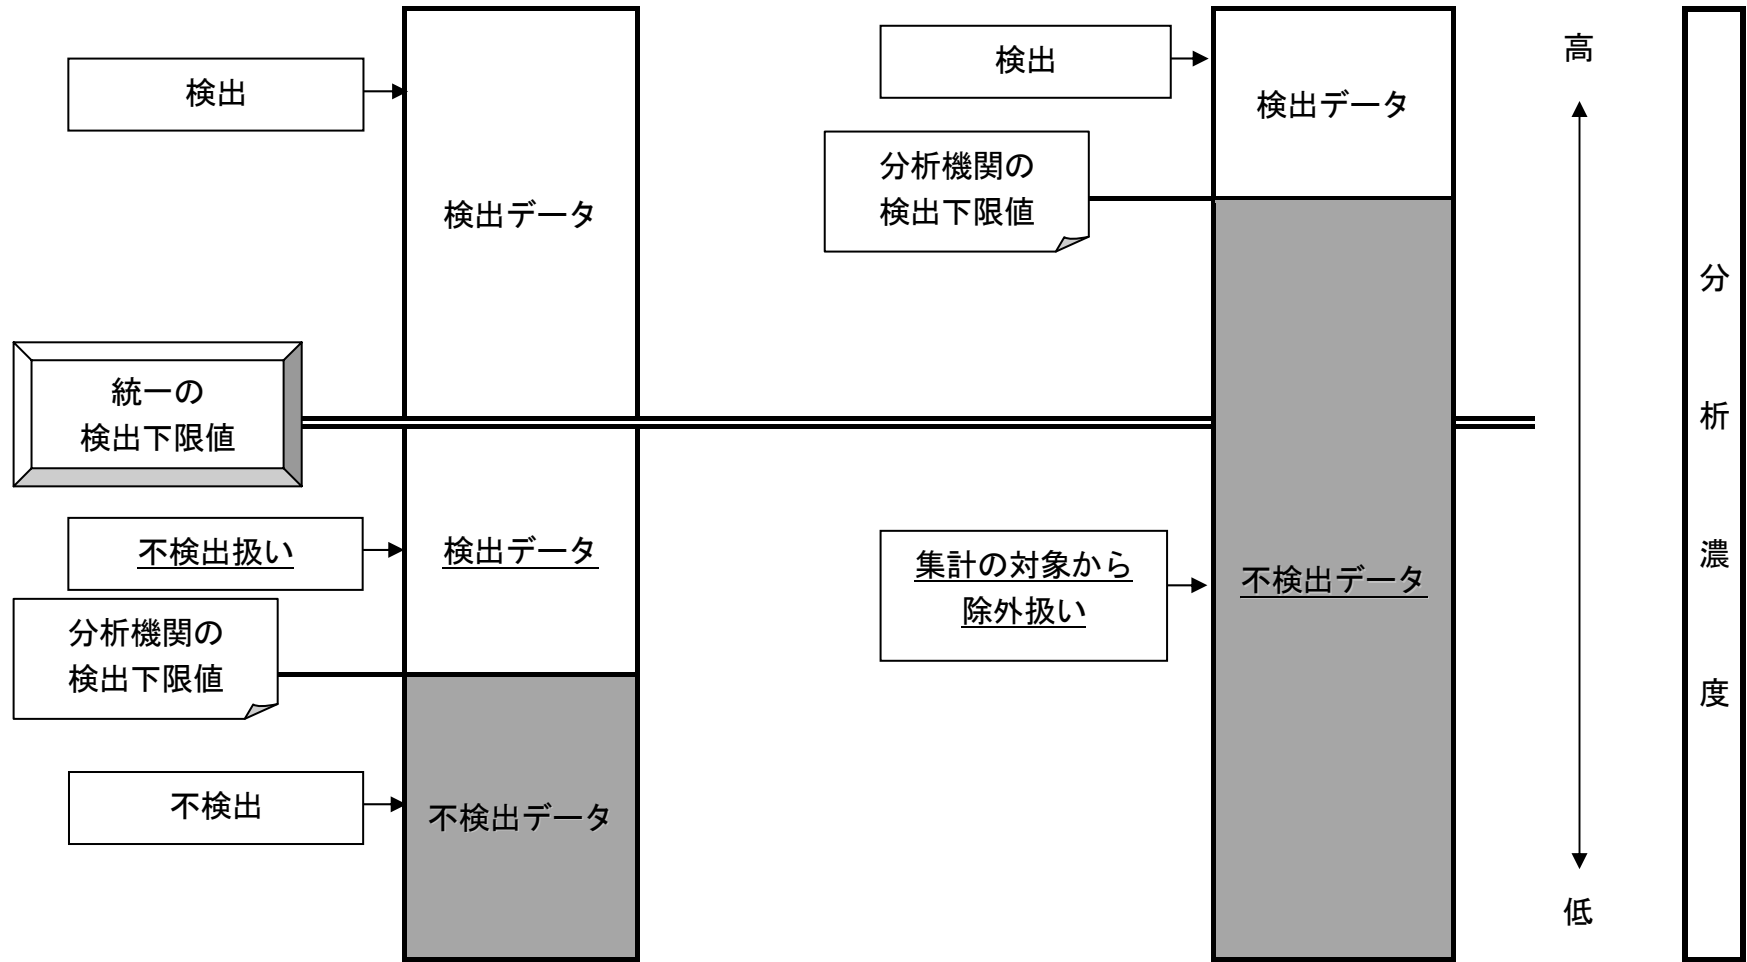 検出
検出データ
統一の
検出下限値
不検出扱い
検出データ
分析機関の
検出下限値
不検出
不検出データ
検出
検出データ
分析機関の
検出下限値
集計の対象から
除外扱い
不検出データ
高
低
分
析
濃
度